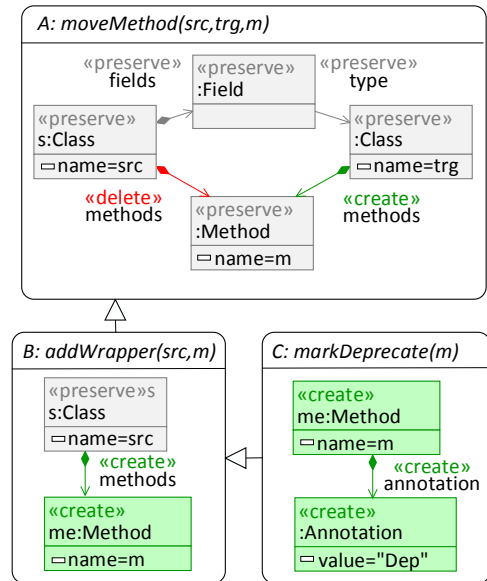 A: moveMethod(src,trg,m)
«preserve»
fields
«preserve»
:Field
«preserve»
type
«preserve»
s:Class
name=src
«preserve»
:Class
name=trg
«delete»
methods
«create»
methods
«preserve»
:Method
name=m
B: addWrapper(src,m)
«preserve»s
s:Class
name=src
«create»
methods
«create»
me:Method
name=m
C: markDeprecate(m)
«create»
me:Method
name=m
«create»
annotation
«create»
:Annotation
value="Dep"